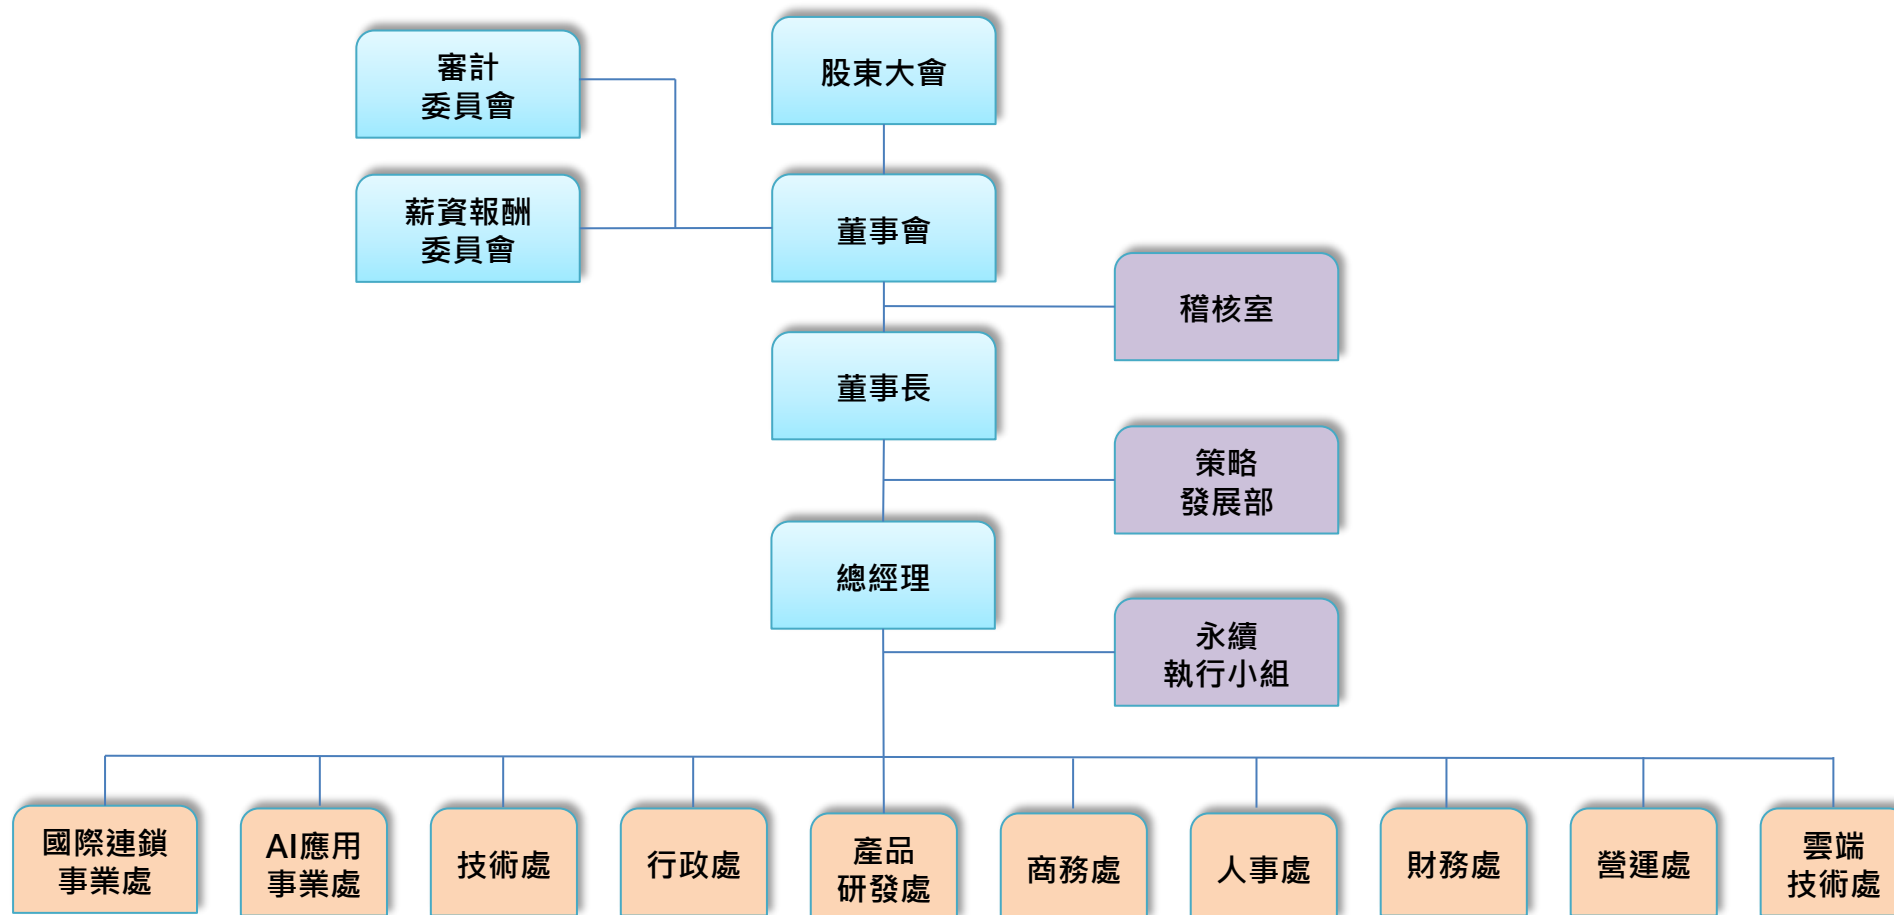 審計
委員會
股東大會
薪資報酬
委員會
董事會
稽核室
董事長
策略
發展部
總經理
永續
執行小組
國際連鎖
事業處
AI應用
事業處
技術處
行政處
產品
研發處
商務處
人事處
財務處
營運處
雲端
技術處